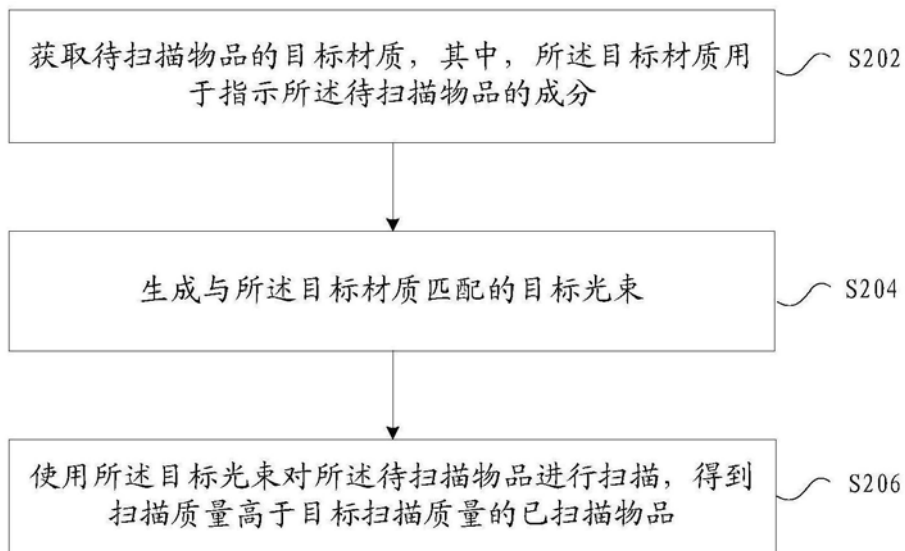 获取待扫描物品的目标材质，其中，所述目标材质用
于指示所述待扫描物品的成分
S202
生成与所述目标材质匹配的目标光束
S204
使用所述目标光束对所述待扫描物品进行扫描，得到
扫描质量高于目标扫描质量的已扫描物品
S206